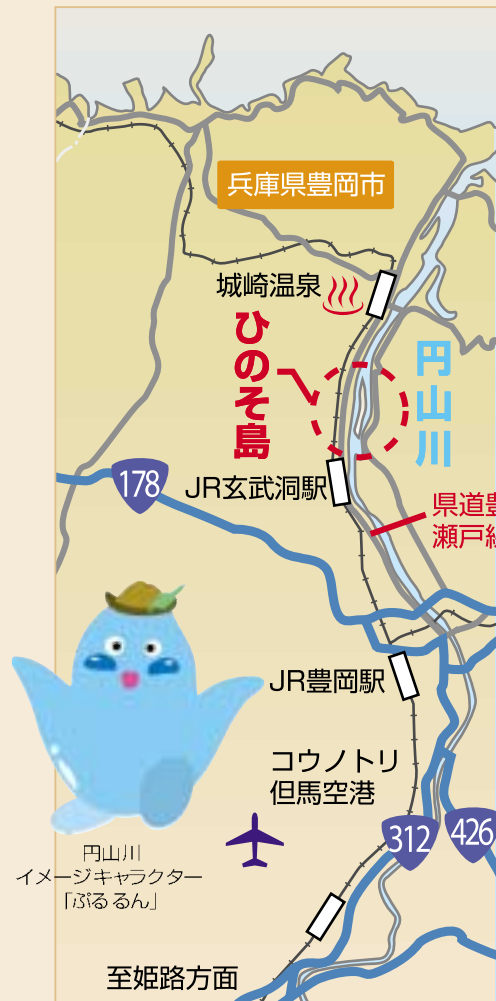 兵庫県豊岡市
城崎温泉
ひのそ島
円山川
178
JR玄武洞駅
県道豊
瀬戸線
JR豊岡駅
コウノトリ
但馬空港
312
426
円山川
イメージキャラクター
「ぷるるん」
至姫路方面